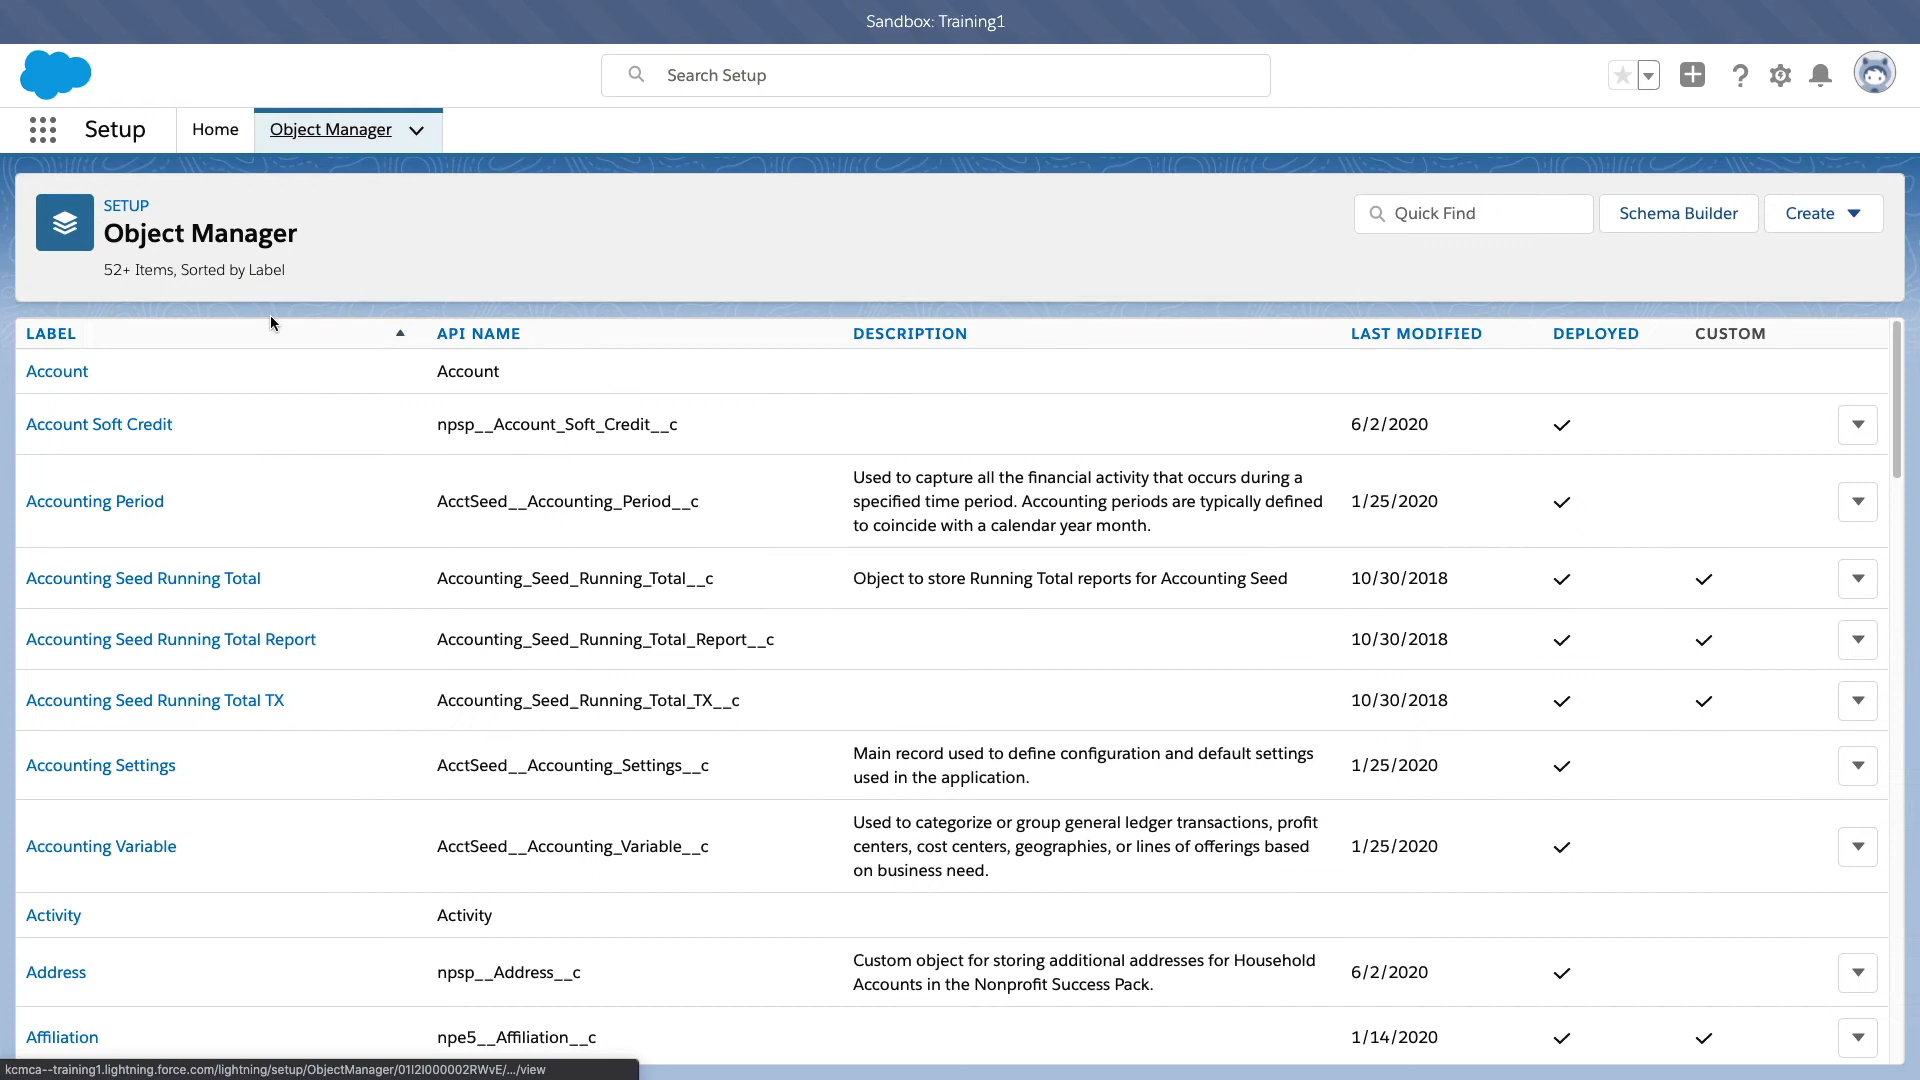 Sandbox: Training1
Search Setup
Setup
Home
Object Manager
SETUP
Object Manager
52+ Items, Sorted by Label
Quick Find
Schema Builder
Create
LABEL API NAME DESCRIPTION LAST MODIFIED DEPLOYED CUSTOM
Account Account
Account Soft Credit npsp__Account_Soft_Credit__c 6/2/2020
Accounting Period AcctSeed__Accounting_Period__c Used to capture all the financial activity that occurs during a
specified time period. Accounting periods are typically defined
to coincide with a calendar year month. 1/25/2020
Accounting Seed Running Total Accounting_Seed_Running_Total__c Object to store Running Total reports for Accounting Seed 10/30/2018
Accounting Seed Running Total Report Accounting_Seed_Running_Total_Report__c 10/30/2018
Accounting Seed Running Total TX Accounting_Seed_Running_Total_TX__c 10/30/2018
Accounting Settings AcctSeed__Accounting_Settings__c Main record used to define configuration and default settings
used in the application. 1/25/2020
Accounting Variable AcctSeed__Accounting_Variable__c Used to categorize or group general ledger transactions, profit
centers, cost centers, geographies, or lines of offerings based
on business need. 1/25/2020
Activity Activity
Address npsp__Address__c Custom object for storing additional addresses for Household
Accounts in the Nonprofit Success Pack. 6/2/2020
Affiliation npe5__Affiliation__c 1/14/2020
kcmca--training1.lightning.force.com/lightning/setup/ObjectManager/01I2I000002RWvE/.../view